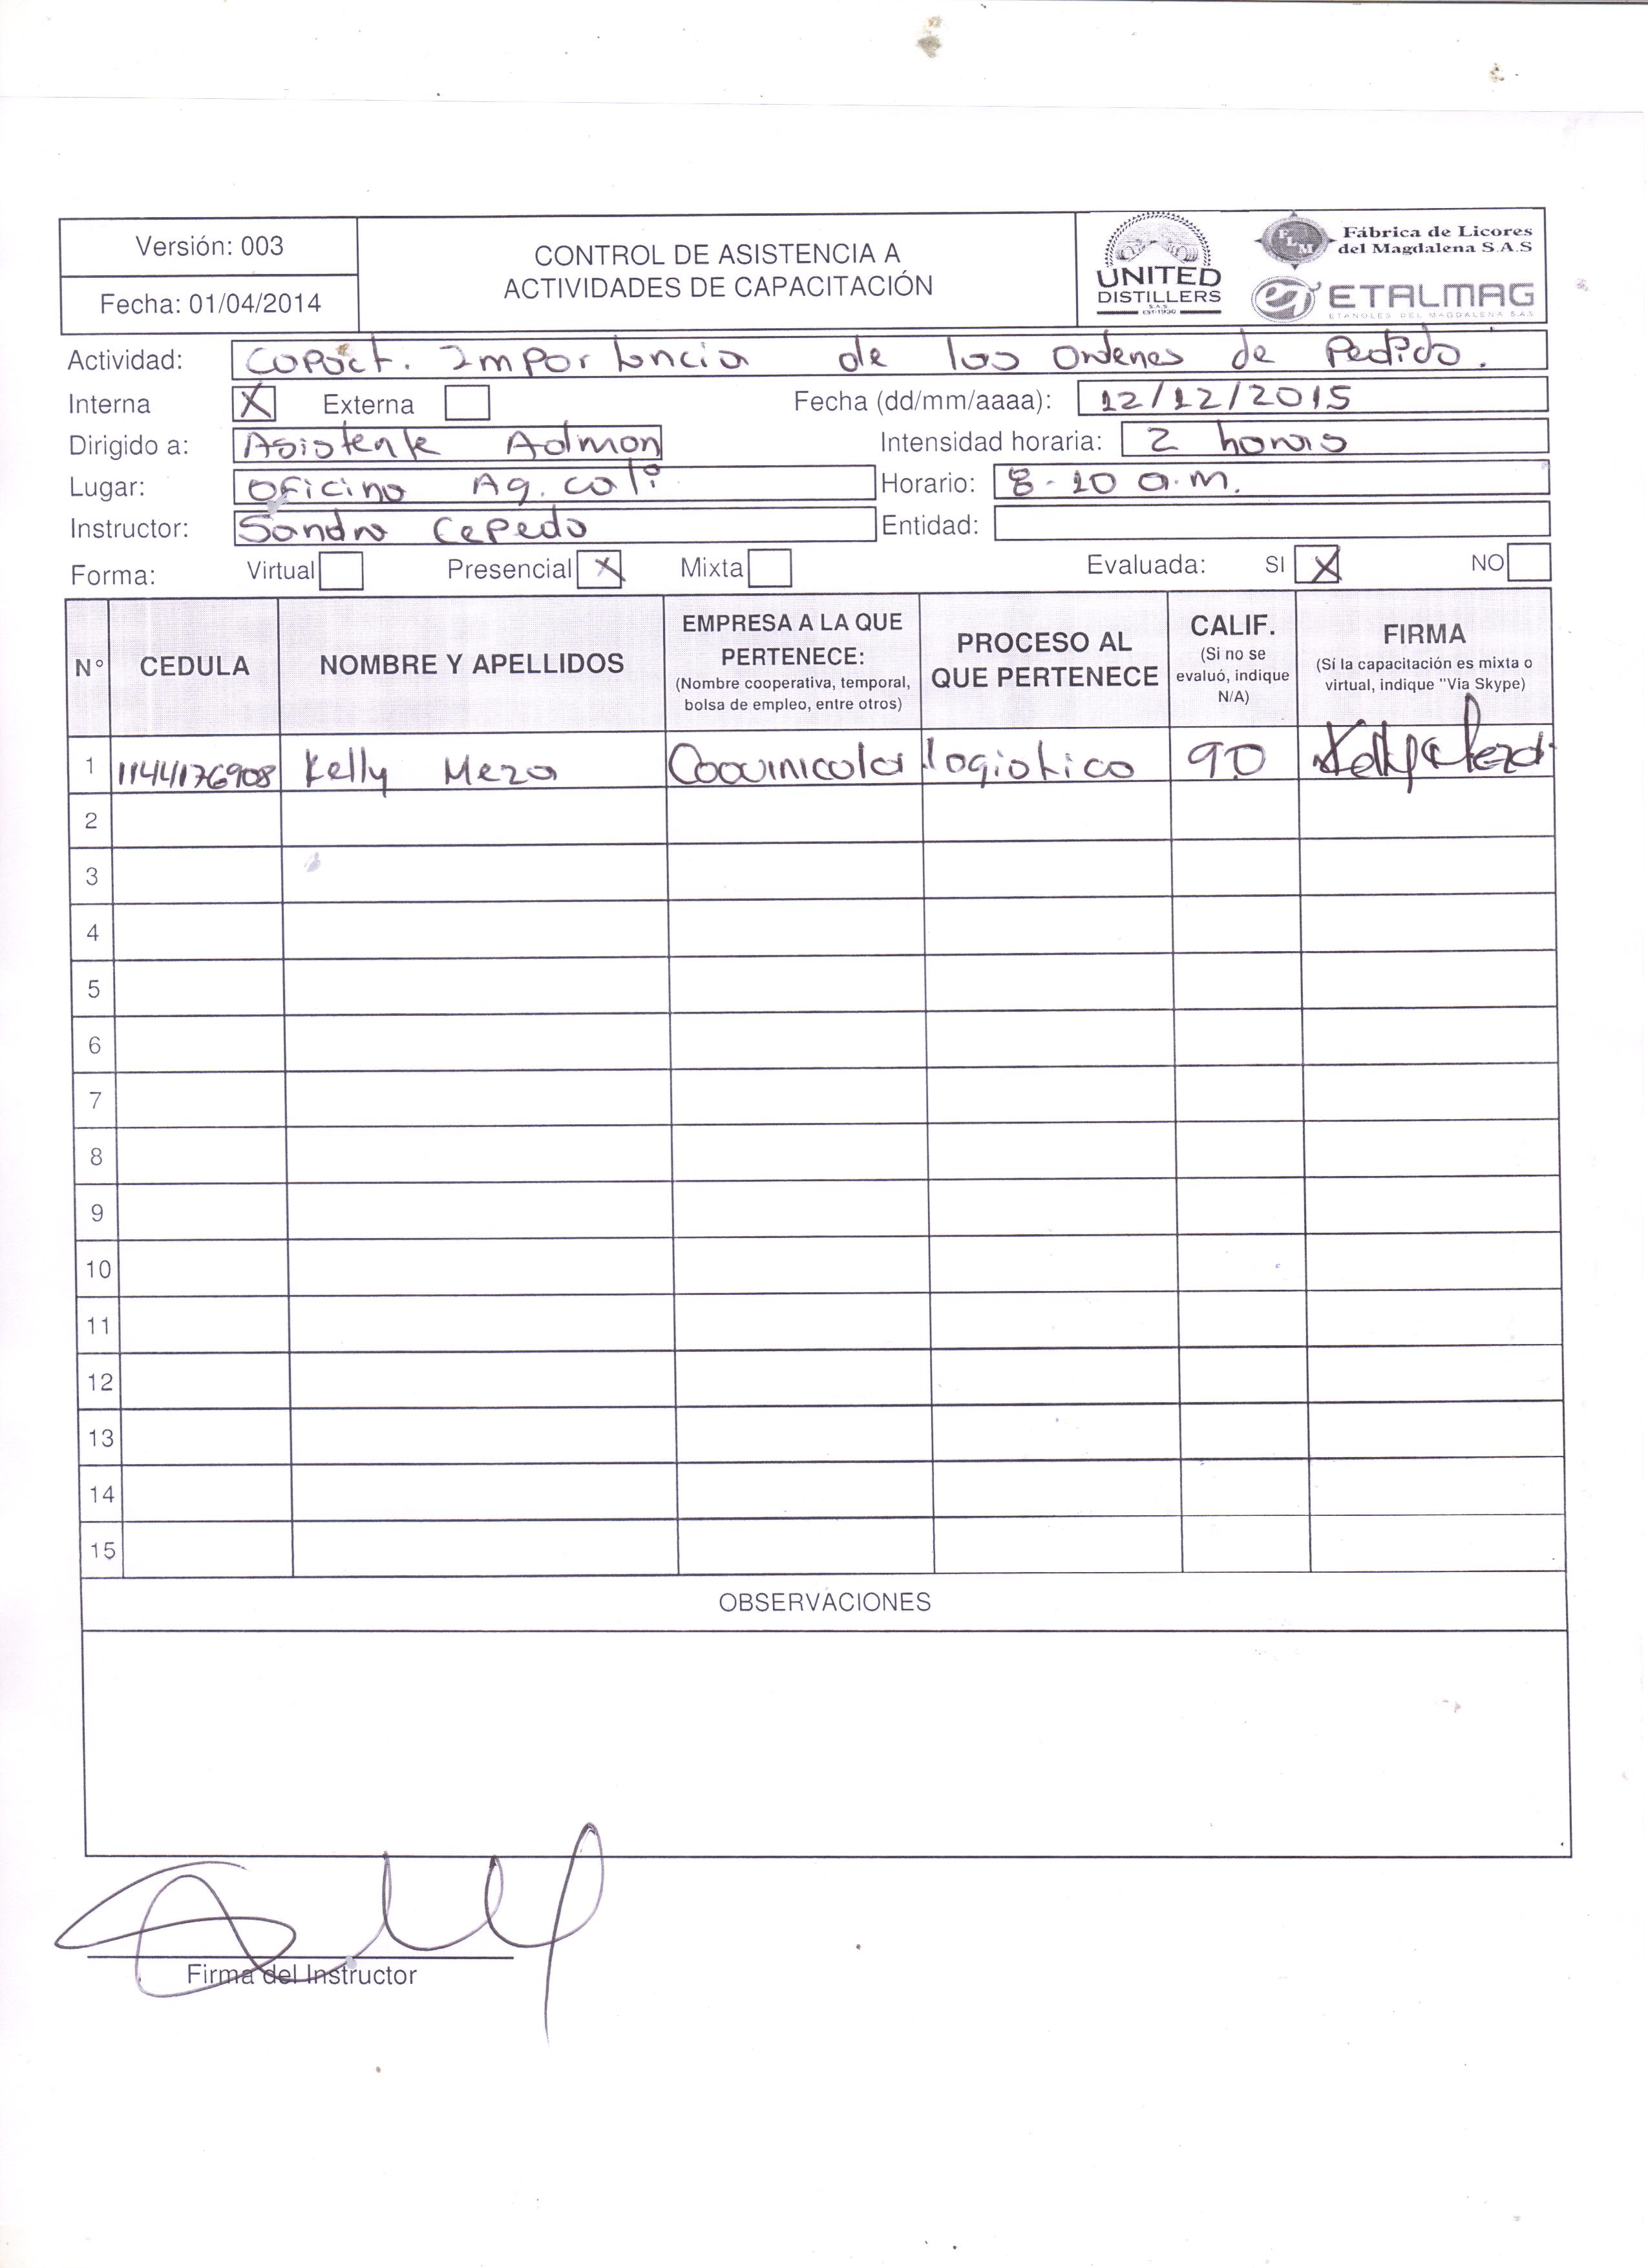 Versión: 003
Fecha: 01/04/2014
CONTROL DE ASISTENCIA A
ACTIVIDADES DE CAPACITACIÓN
UNITED
DISTILLERS
S.A.S
EST·1930
FLM
Fábrica de Licores
del Magdalena S.A.S
ETALMAG
ETANOLES DEL MAGDALENA S.A.S
Actividad: Capact. Importancia de las Ordenes de Pedido.
Interna X Externa Fecha (dd/mm/aaaa): 12/12/2015
Dirigido a: Asistente Admon Intensidad horaria: 2 horas
Lugar: Oficina Ag. Cali Horario: 8 - 10 a.m.
Instructor: Sandra Cepeda Entidad:
Forma: Virtual Presencial X Mixta Evaluada: SI X NO
N° CEDULA NOMBRE Y APELLIDOS EMPRESA A LA QUE PERTENECE: (Nombre cooperativa, temporal, bolsa de empleo, entre otros) PROCESO AL QUE PERTENECE CALIF. (Si no se evaluó, indique N/A) FIRMA (Si la capacitación es mixta o virtual, indique "Via Skype)
1 1144176908 Kelly Meza logistico 90
2
3
4
5
6
7
8
9
10
11
12
13
14
15
OBSERVACIONES
Firma del Instructor